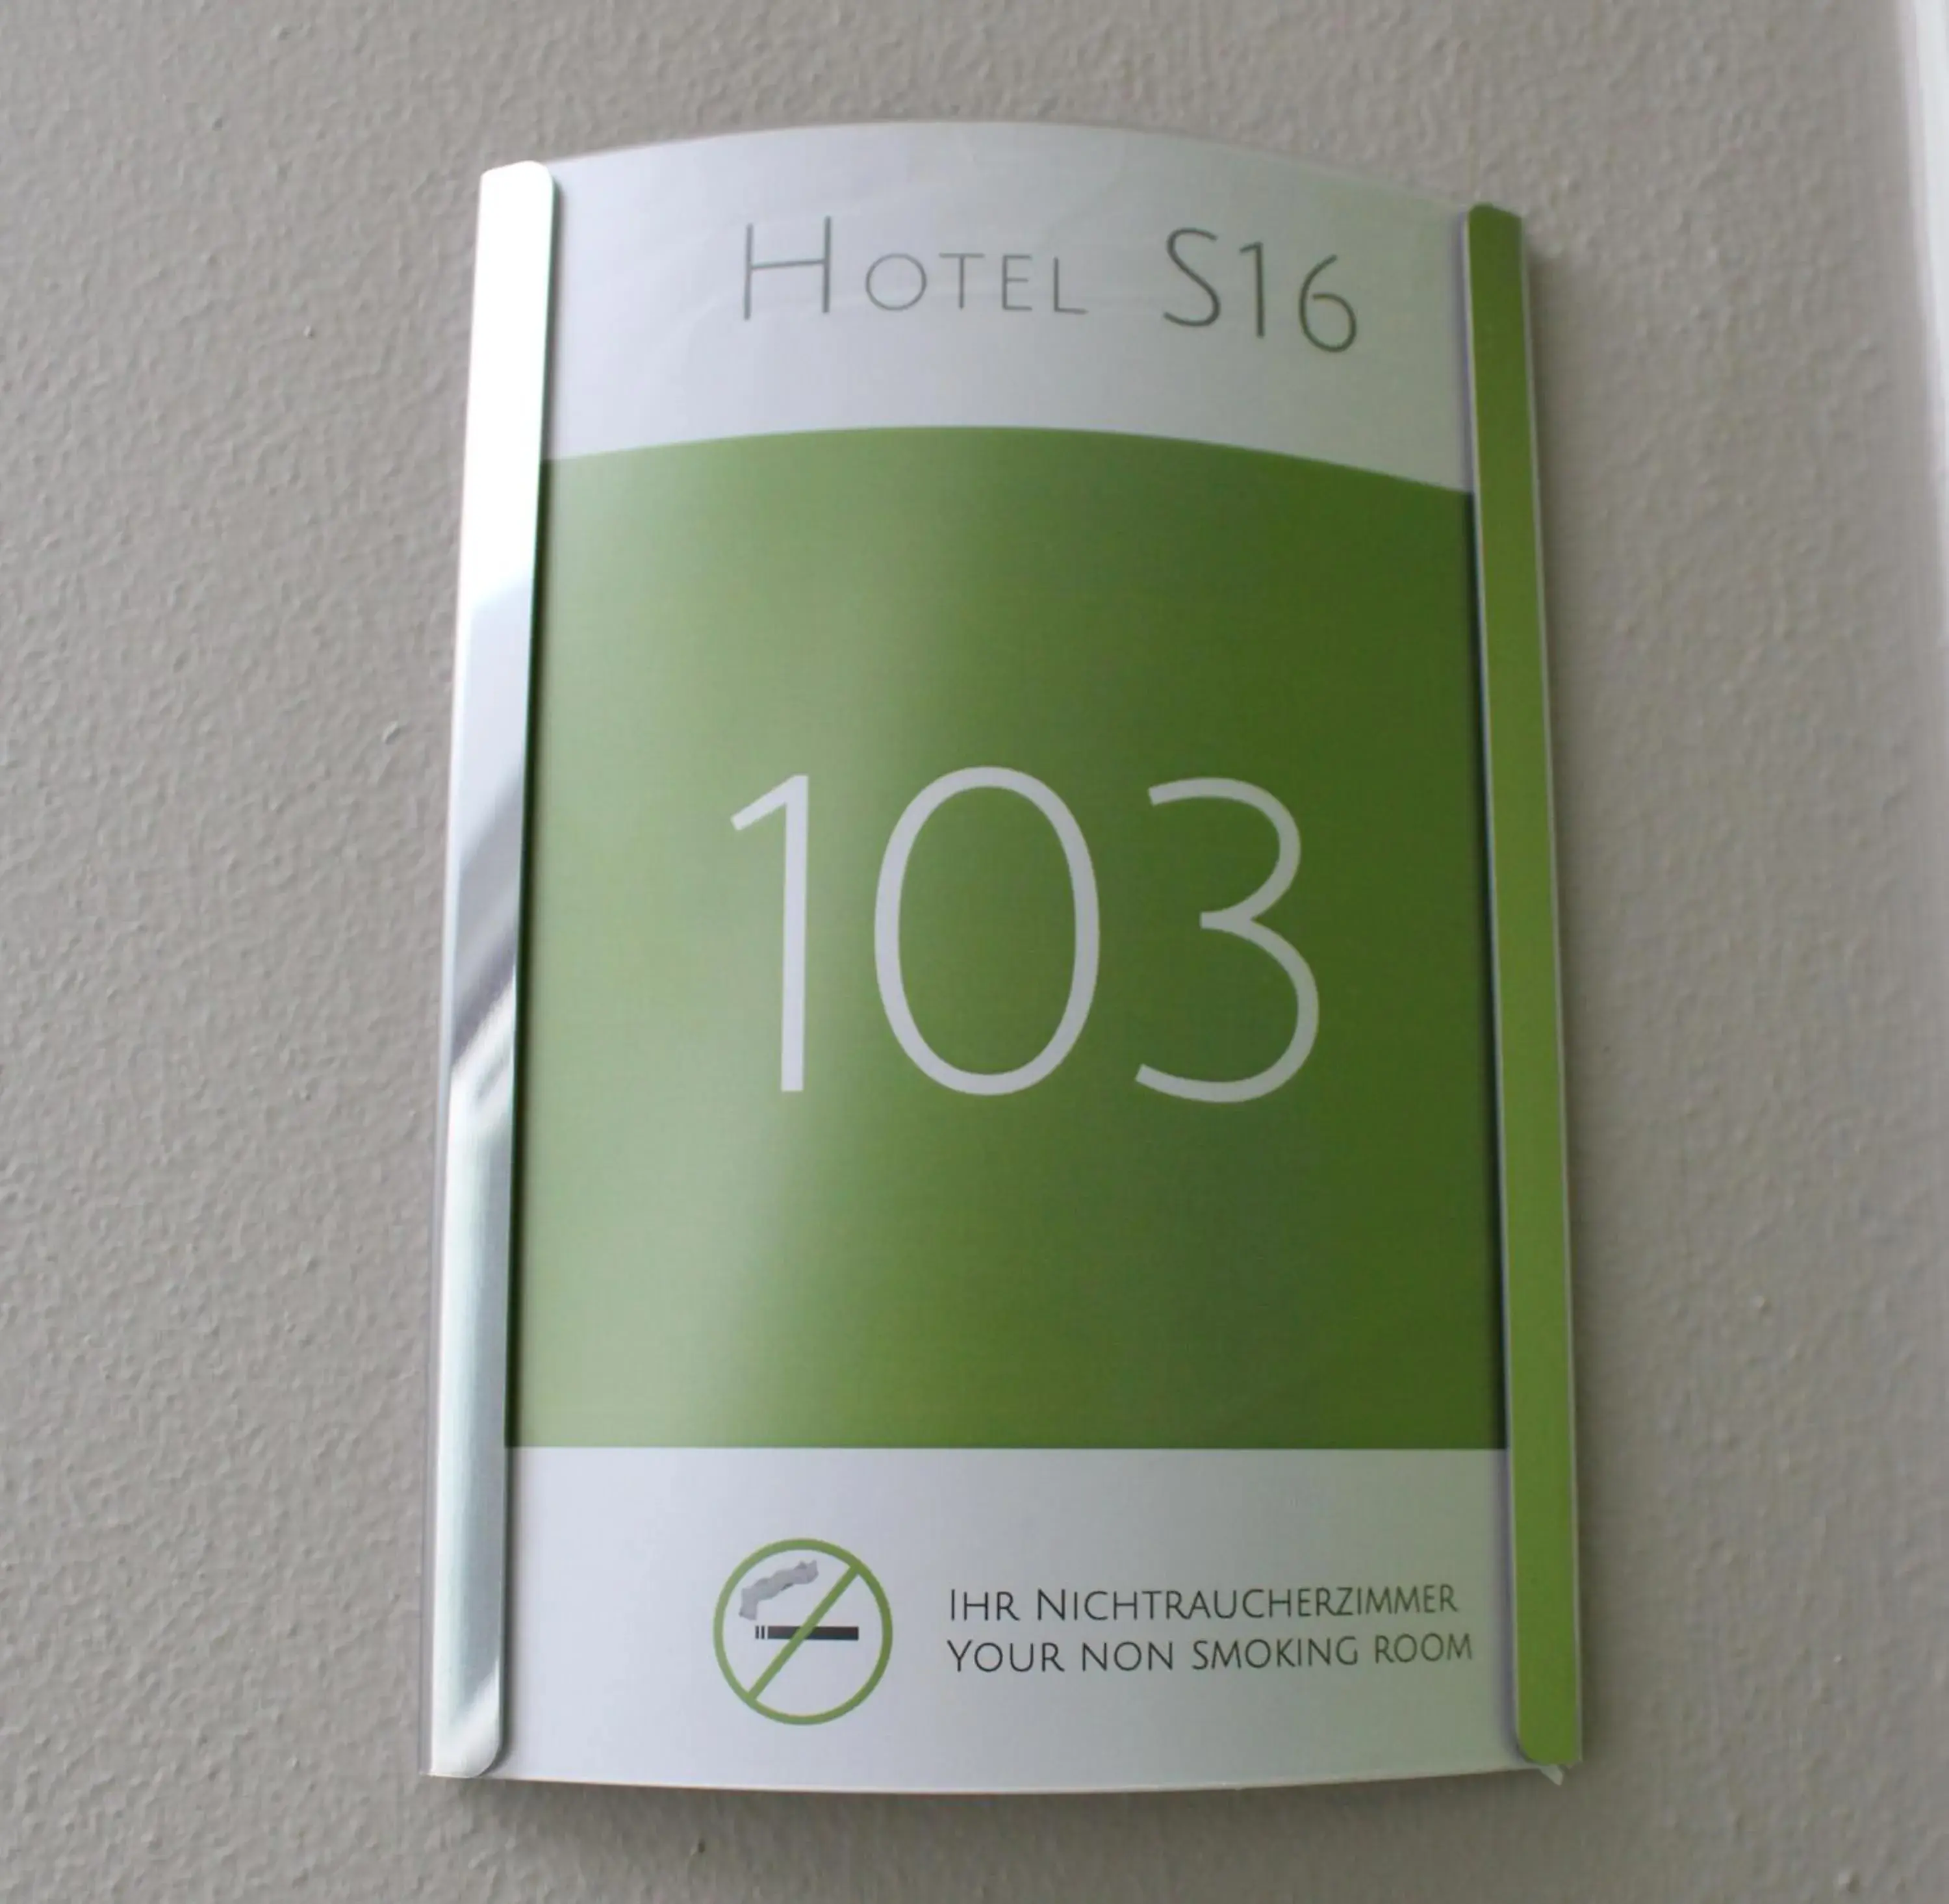 Hotel S16
103
Ihr Nichtraucherzimmer
Your non smoking room